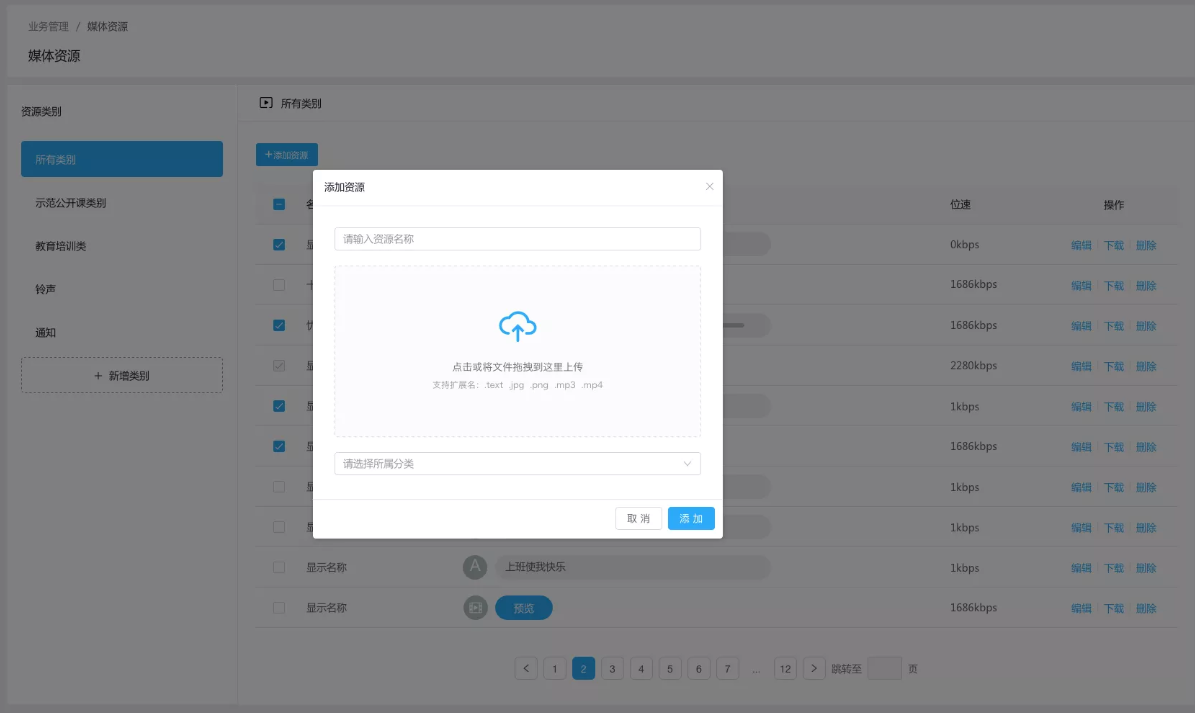 业务管理 / 媒体资源
媒体资源
资源类别
所有类别
示范公开课类别
教育培训类
铃声
通知
+ 新增类别
所有类别
+添加资源
位速 操作
0kbps 编辑 下载 删除
1686kbps 编辑 下载 删除
1686kbps 编辑 下载 删除
2280kbps 编辑 下载 删除
1kbps 编辑 下载 删除
1686kbps 编辑 下载 删除
1kbps 编辑 下载 删除
1kbps 编辑 下载 删除
显示名称 A 上班使我快乐 1kbps 编辑 下载 删除
显示名称 预览 1686kbps 编辑 下载 删除
< 1 2 3 4 5 6 7 ... 12 > 跳转至 页
添加资源
请输入资源名称
点击或将文件拖拽到这里上传
支持扩展名: .text .jpg .png .mp3 .mp4
请选择所属分类
取 消 添 加